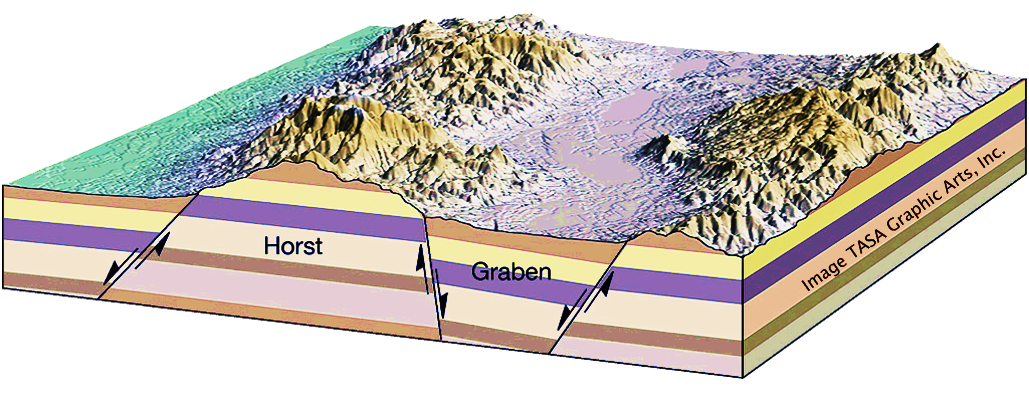 Horst
Graben
Image TASA Graphic Arts, Inc.